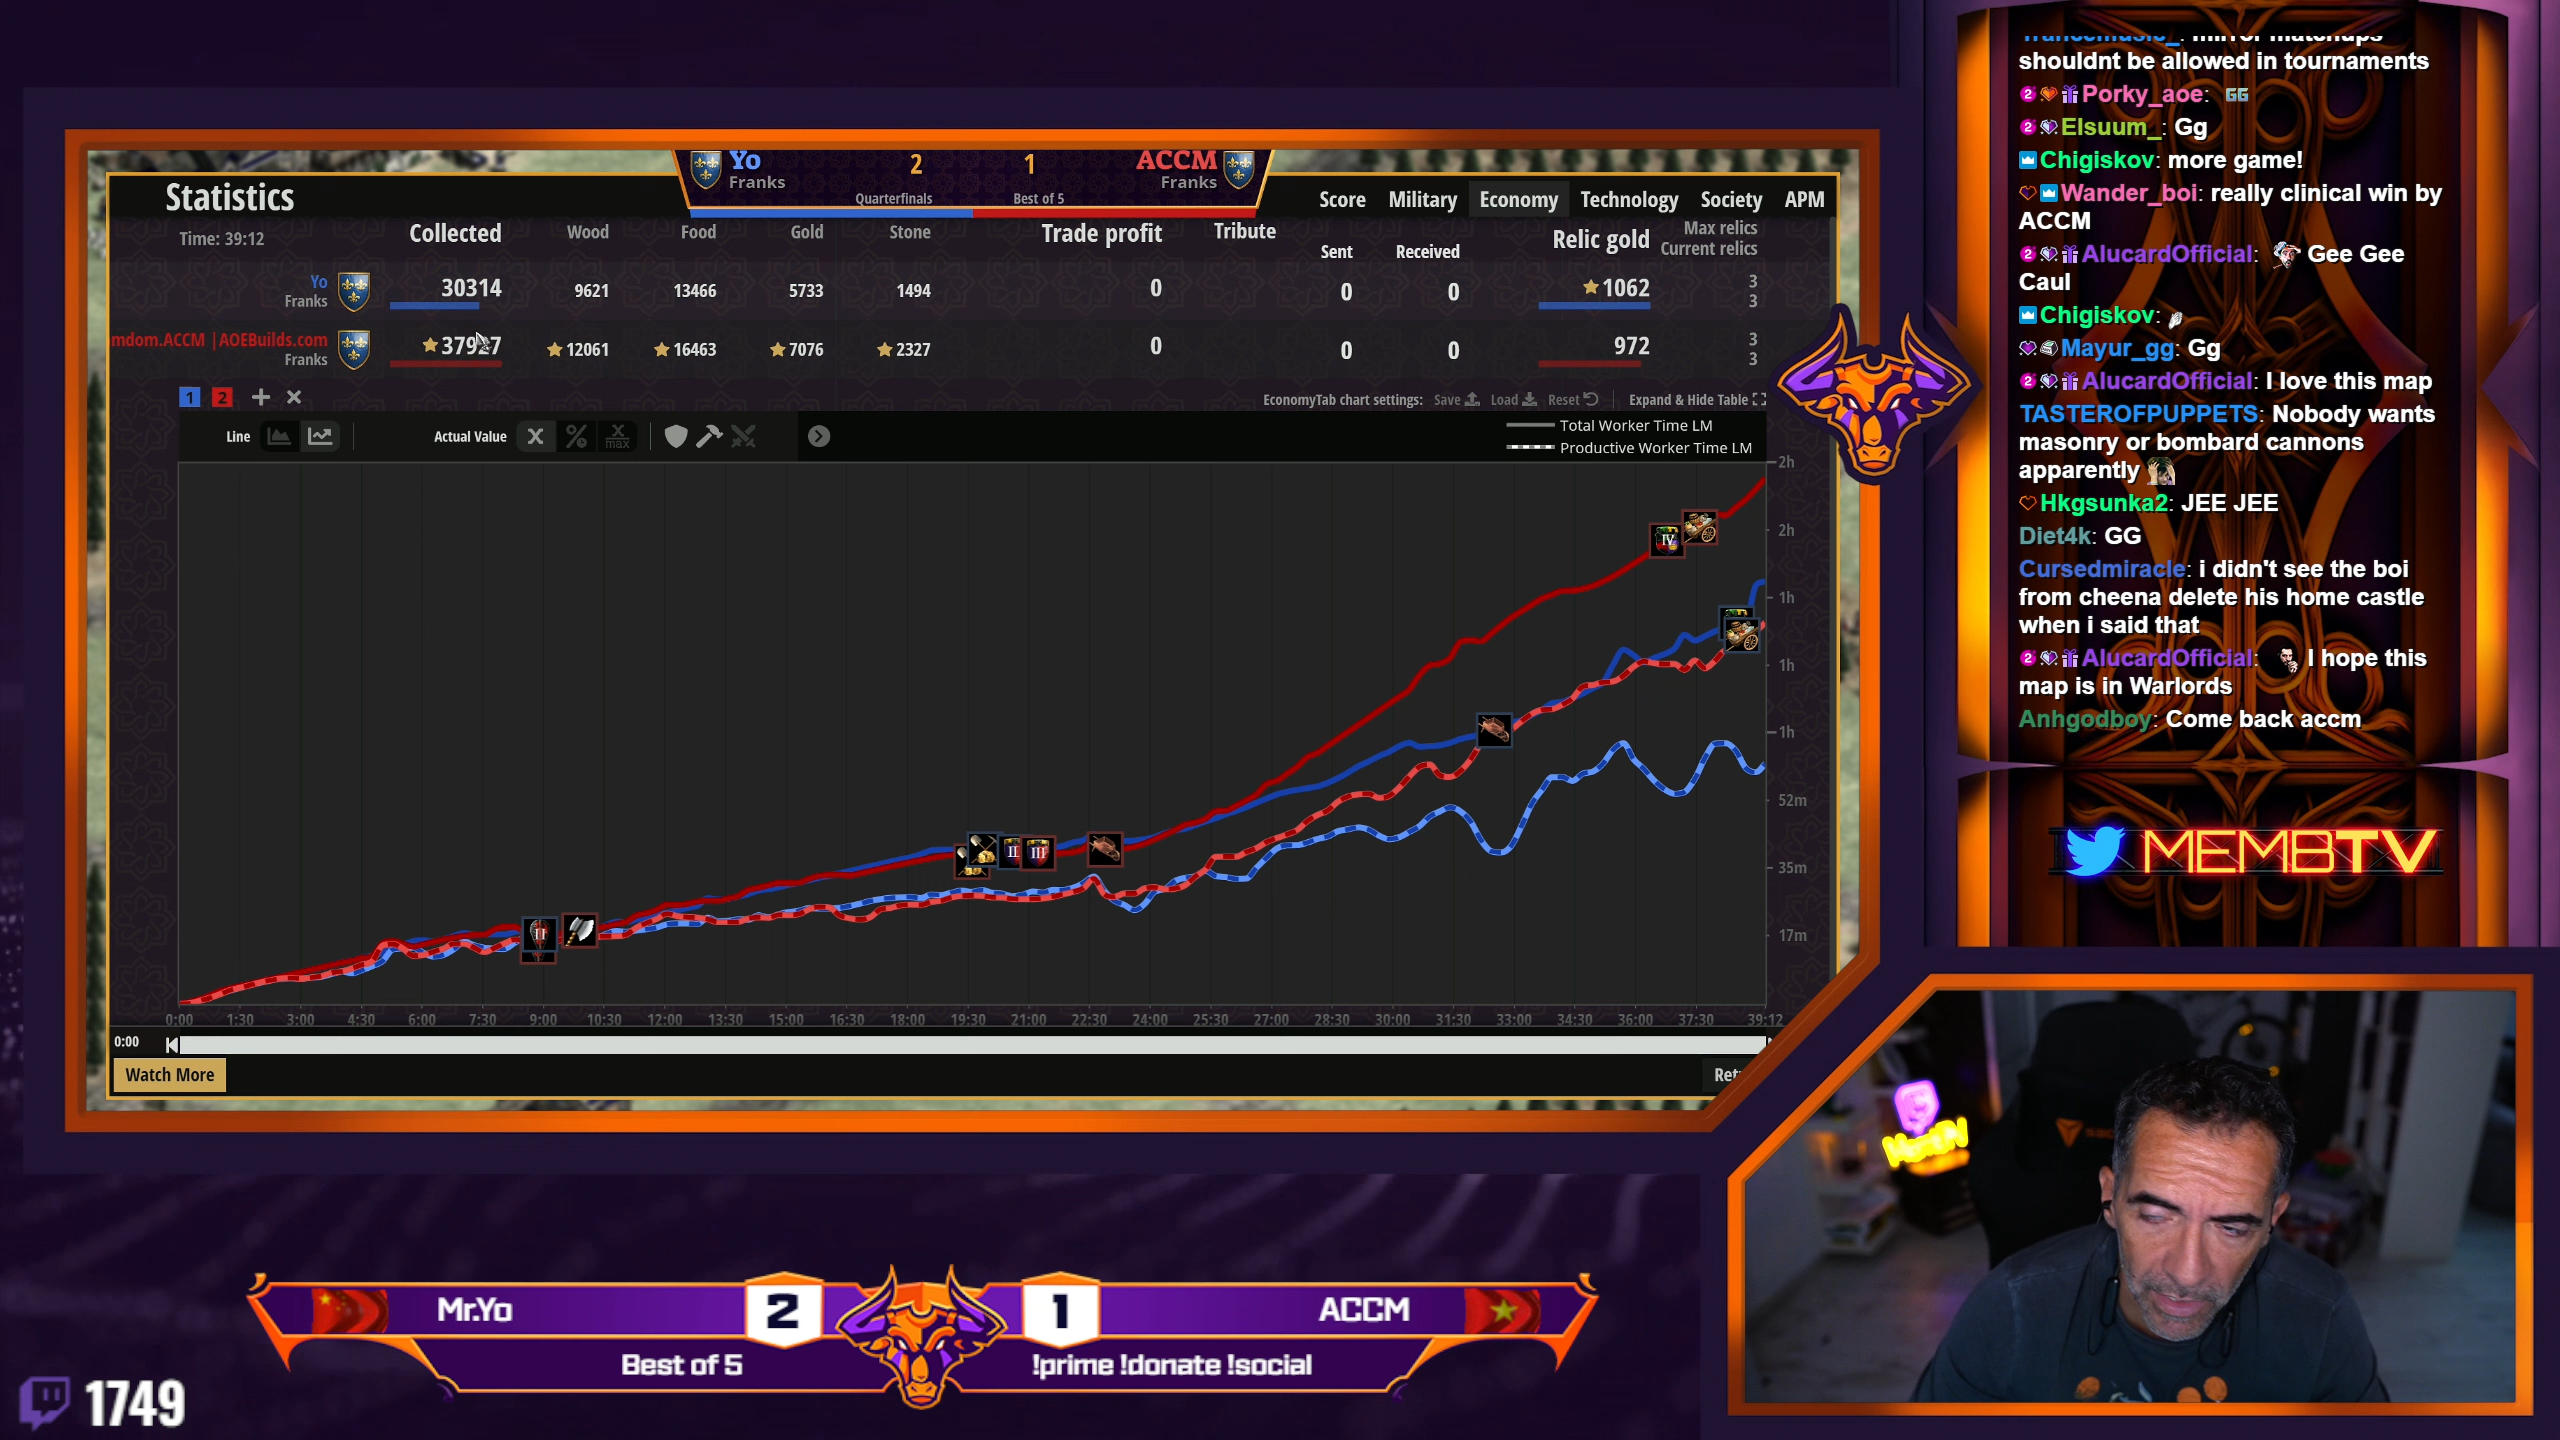 Yo
Franks
2
1
ACCM
Franks
Quarterfinals
Best of 5
Statistics
Score
Military
Economy
Technology
Society
APM
Time: 39:12
Collected
Wood
Food
Gold
Stone
Trade profit
Tribute
Sent
Received
Relic gold
Max relics
Current relics
Yo
Franks
30314
9621
13466
5733
1494
0
0
0
1062
3
3
mdom.ACCM |AOEBuilds.com
Franks
12061
16463
7076
2327
0
0
0
972
3
3
1
2
EconomyTab chart settings:
Save
Load
Reset
Expand & Hide Table
Line
Actual Value
X
%
X
max
Total Worker Time LM
Productive Worker Time LM
2h
2h
1h
1h
1h
52m
35m
17m
IV
II
III
II
0:00
1:30
3:00
4:30
6:00
7:30
9:00
10:30
12:00
13:30
15:00
16:30
18:00
19:30
21:00
22:30
24:00
25:30
27:00
28:30
30:00
31:30
33:00
34:30
36:00
37:30
39:12
0:00
Watch More
mirror matchups
shouldnt be allowed in tournaments
Porky_aoe: GG
Elsuum_: Gg
Chigiskov: more game!
Wander_boi: really clinical win by
ACCM
AlucardOfficial: Gee Gee
Caul
Chigiskov:
Mayur_gg: Gg
AlucardOfficial: I love this map
TASTEROFPUPPETS: Nobody wants
masonry or bombard cannons
apparently
Hkgsunka2: JEE JEE
Diet4k: GG
Cursedmiracle: i didn't see the boi
from cheena delete his home castle
when i said that
AlucardOfficial: I hope this
map is in Warlords
Anhgodboy: Come back accm
MEMBTV
Mr.Yo
2
1
ACCM
Best of 5
!prime !donate !social
1749